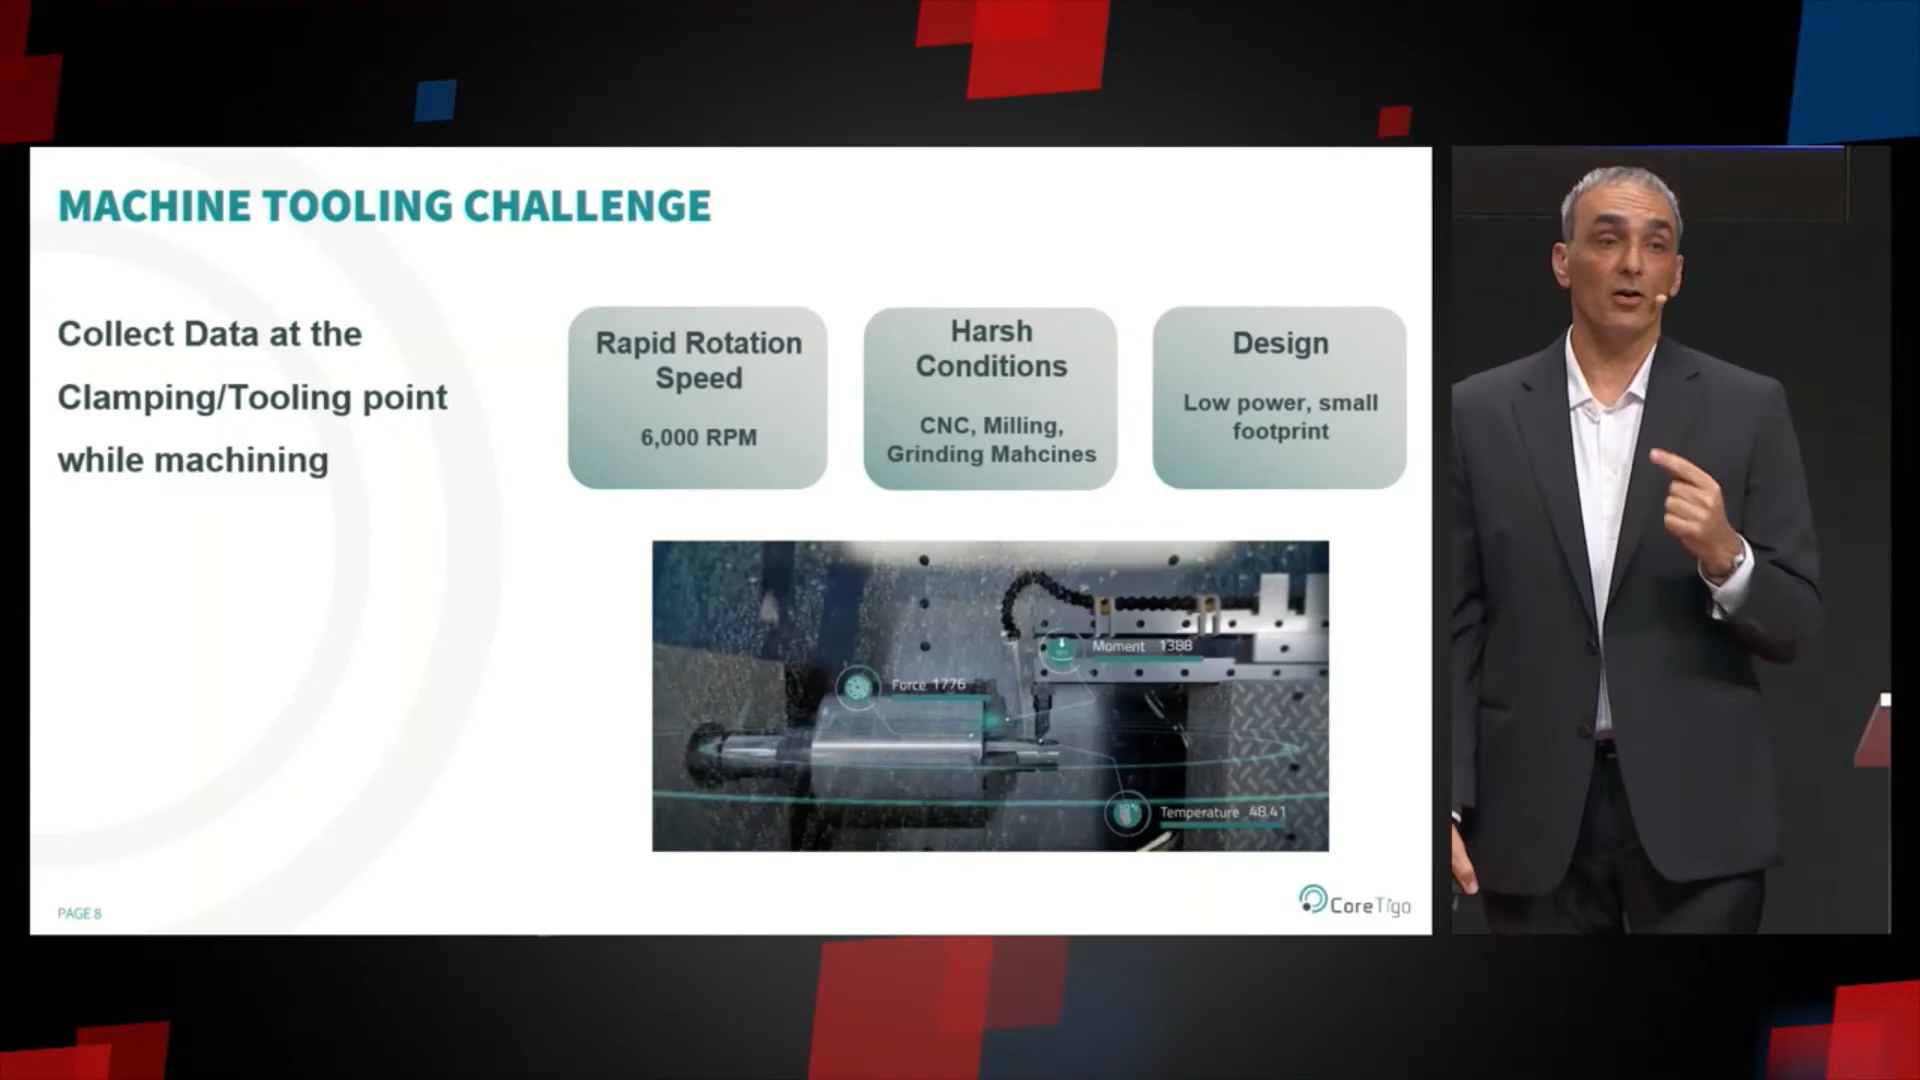 MACHINE TOOLING CHALLENGE
Collect Data at the
Clamping/Tooling point
while machining
Rapid Rotation
Speed
6,000 RPM
Harsh
Conditions
CNC, Milling,
Grinding Mahcines
Design
Low power, small
footprint
Moment 1388
Force 1776
Temperature 48.41
PAGE 8
CoreTigo